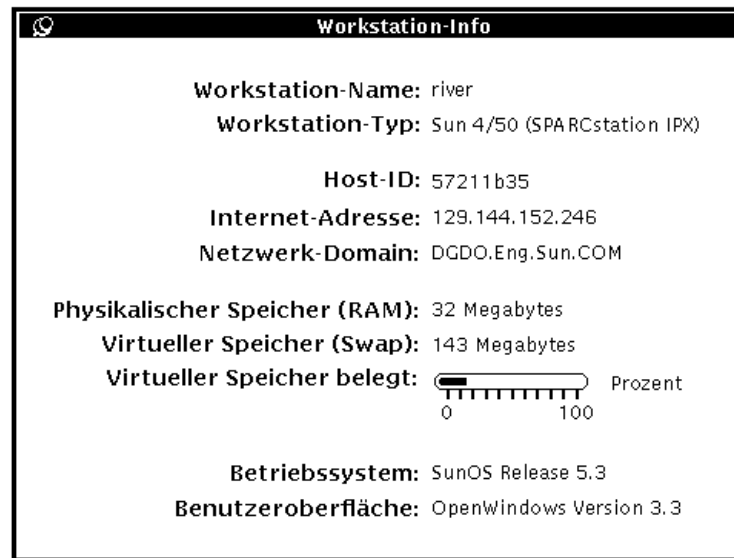 Workstation-Info
Workstation-Name: river
Workstation-Typ: Sun 4/50 (SPARCstation IPX)
Host-ID: 57211b35
Internet-Adresse: 129.144.152.246
Netzwerk-Domain: DGDO.Eng.Sun.COM
Physikalischer Speicher (RAM): 32 Megabytes
Virtueller Speicher (Swap): 143 Megabytes
Virtueller Speicher belegt: Prozent
0 100
Betriebssystem: SunOS Release 5.3
Benutzeroberfläche: OpenWindows Version 3.3